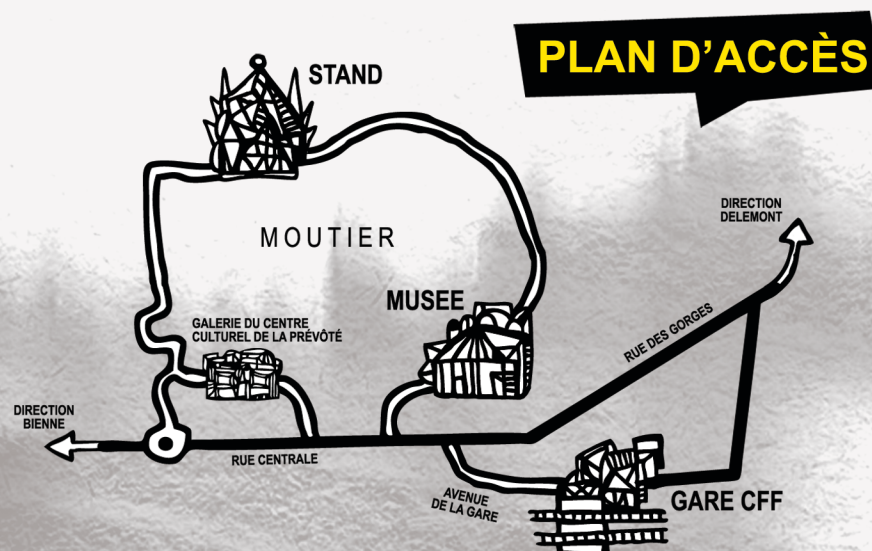 PLAN D'ACCÈS
STAND
DIRECTION
DELEMONT
MOUTIER
MUSEE
RUE DES GORGES
GALERIE DU CENTRE
CULTUREL DE LA PRÉVÔTÉ
DIRECTION
BIENNE
RUE CENTRALE
AVENUE
DE LA GARE
GARE CFF